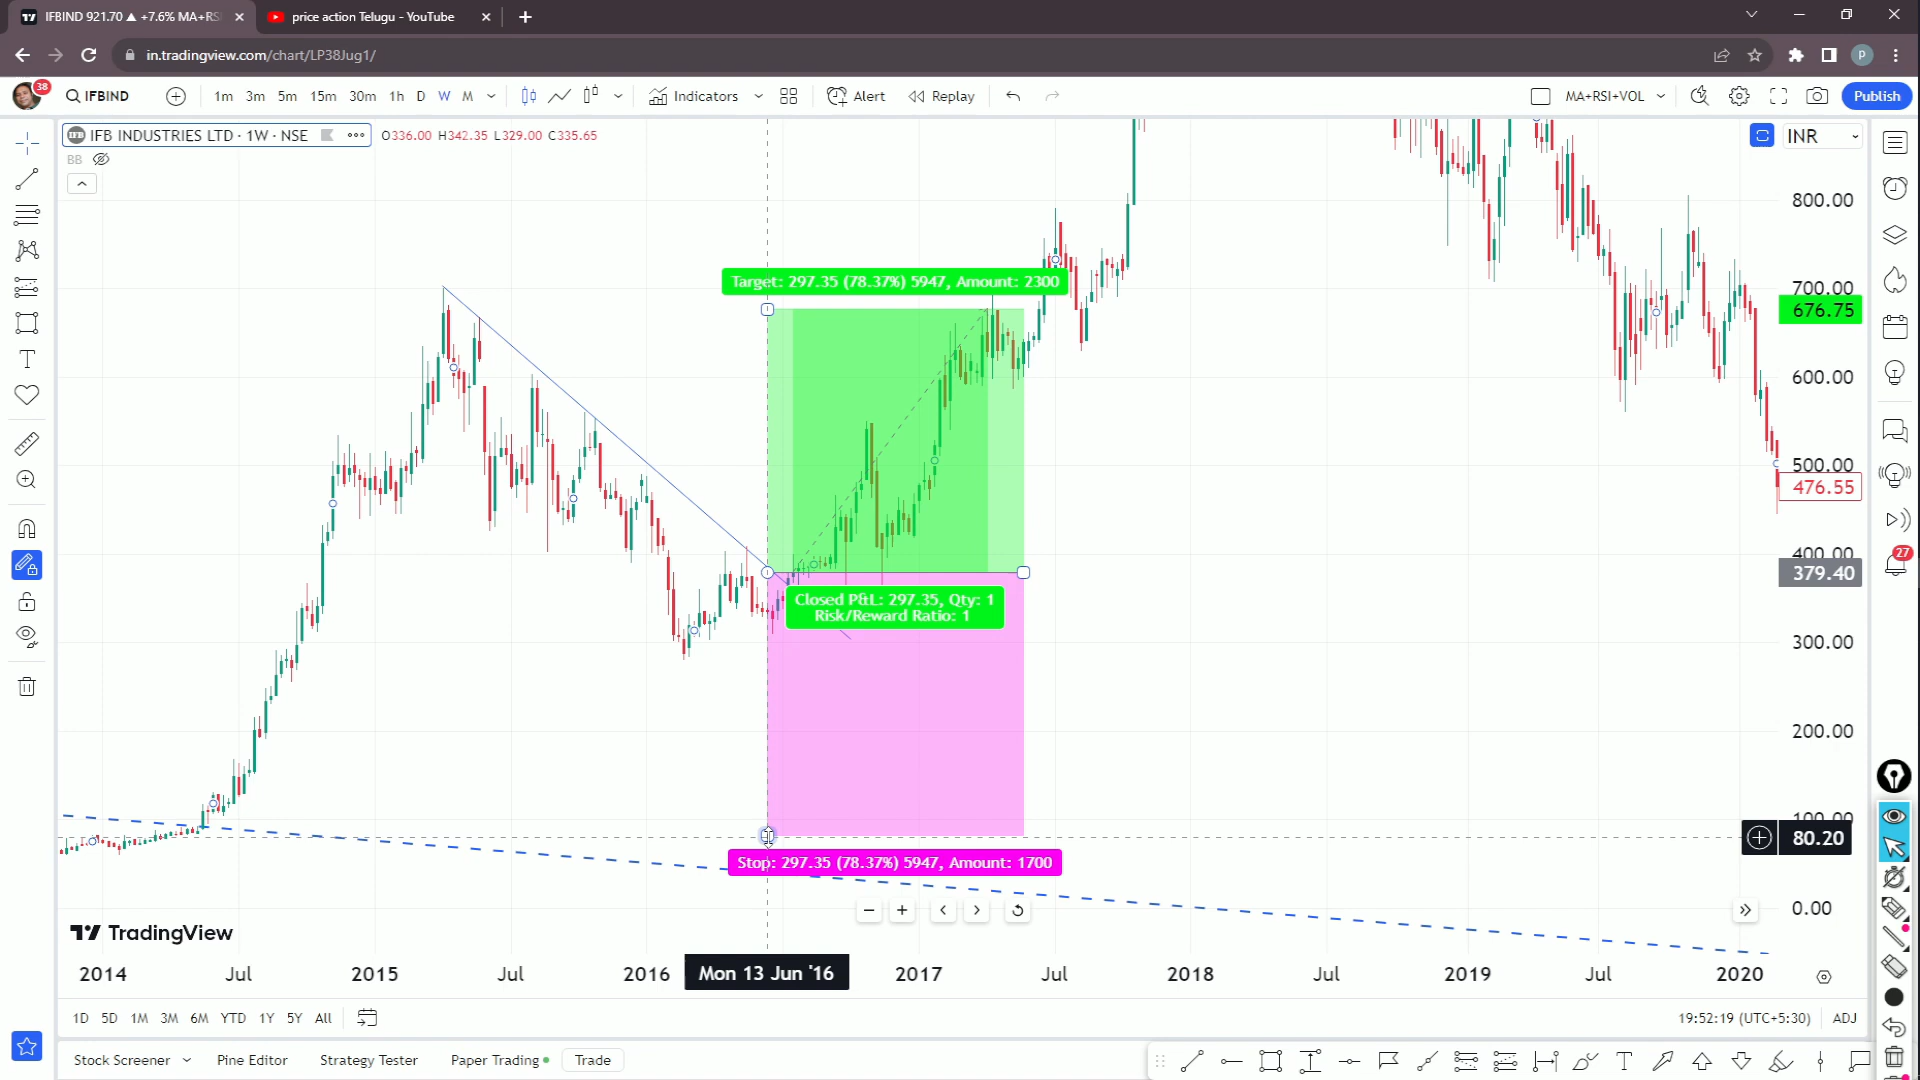 IFBIND 921.70 ▲ +7.6% MA+RS
price action Telugu - YouTube
in.tradingview.com/chart/LP38Jug1/
38
IFBIND
1m 3m 5m 15m 30m 1h D W M
Indicators
Alert
Replay
MA+RSI+VOL
Publish
IFB INDUSTRIES LTD · 1W · NSE
O336.00 H342.35 L329.00 C335.65
INR
BB
800.00
Target: 297.35 (78.37%) 5947, Amount: 2300
700.00
676.75
600.00
500.00
476.55
400.00
379.40
27
Closed P&L: 297.35, Qty: 1
Risk/Reward Ratio: 1
300.00
200.00
100.00
80.20
Stop: 297.35 (78.37%) 5947, Amount: 1700
0.00
TradingView
2014 Jul 2015 Jul 2016 Mon 13 Jun '16 2017 Jul 2018 Jul 2019 Jul 2020
1D 5D 1M 3M 6M YTD 1Y 5Y All
19:52:19 (UTC+5:30) ADJ
Stock Screener Pine Editor Strategy Tester Paper Trading Trade